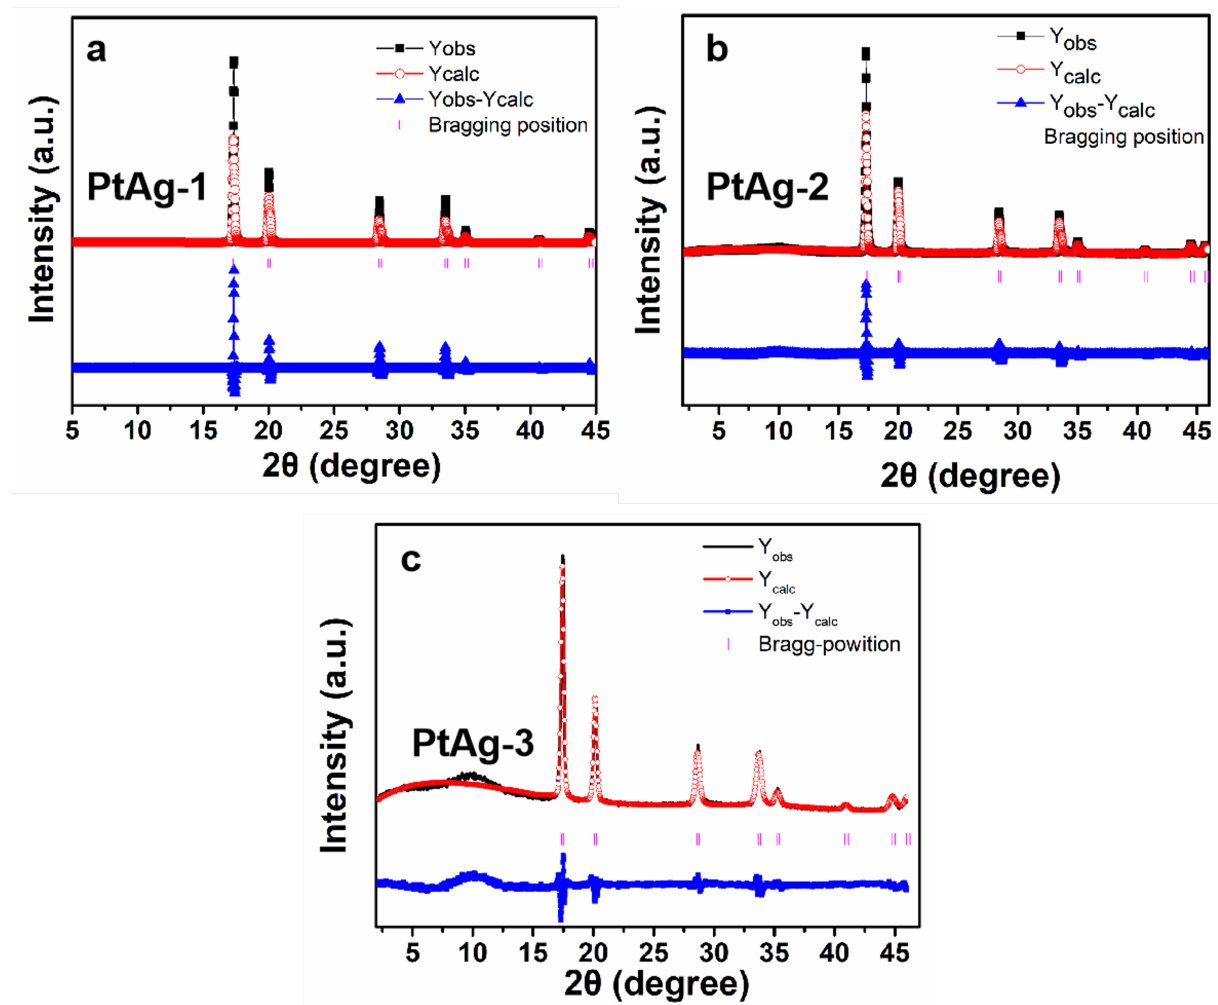 a
Yobs
Ycalc
Yobs-Ycalc
Bragging position
PtAg-1
Intensity (a.u.)
5 10 15 20 25 30 35 40 45
2θ (degree)
b
Yobs
Ycalc
Yobs-Ycalc
Bragging position
PtAg-2
Intensity (a.u.)
5 10 15 20 25 30 35 40 45
2θ (degree)
c
Yobs
Ycalc
Yobs-Ycalc
Bragg-powition
PtAg-3
Intensity (a.u.)
5 10 15 20 25 30 35 40 45
2θ (degree)